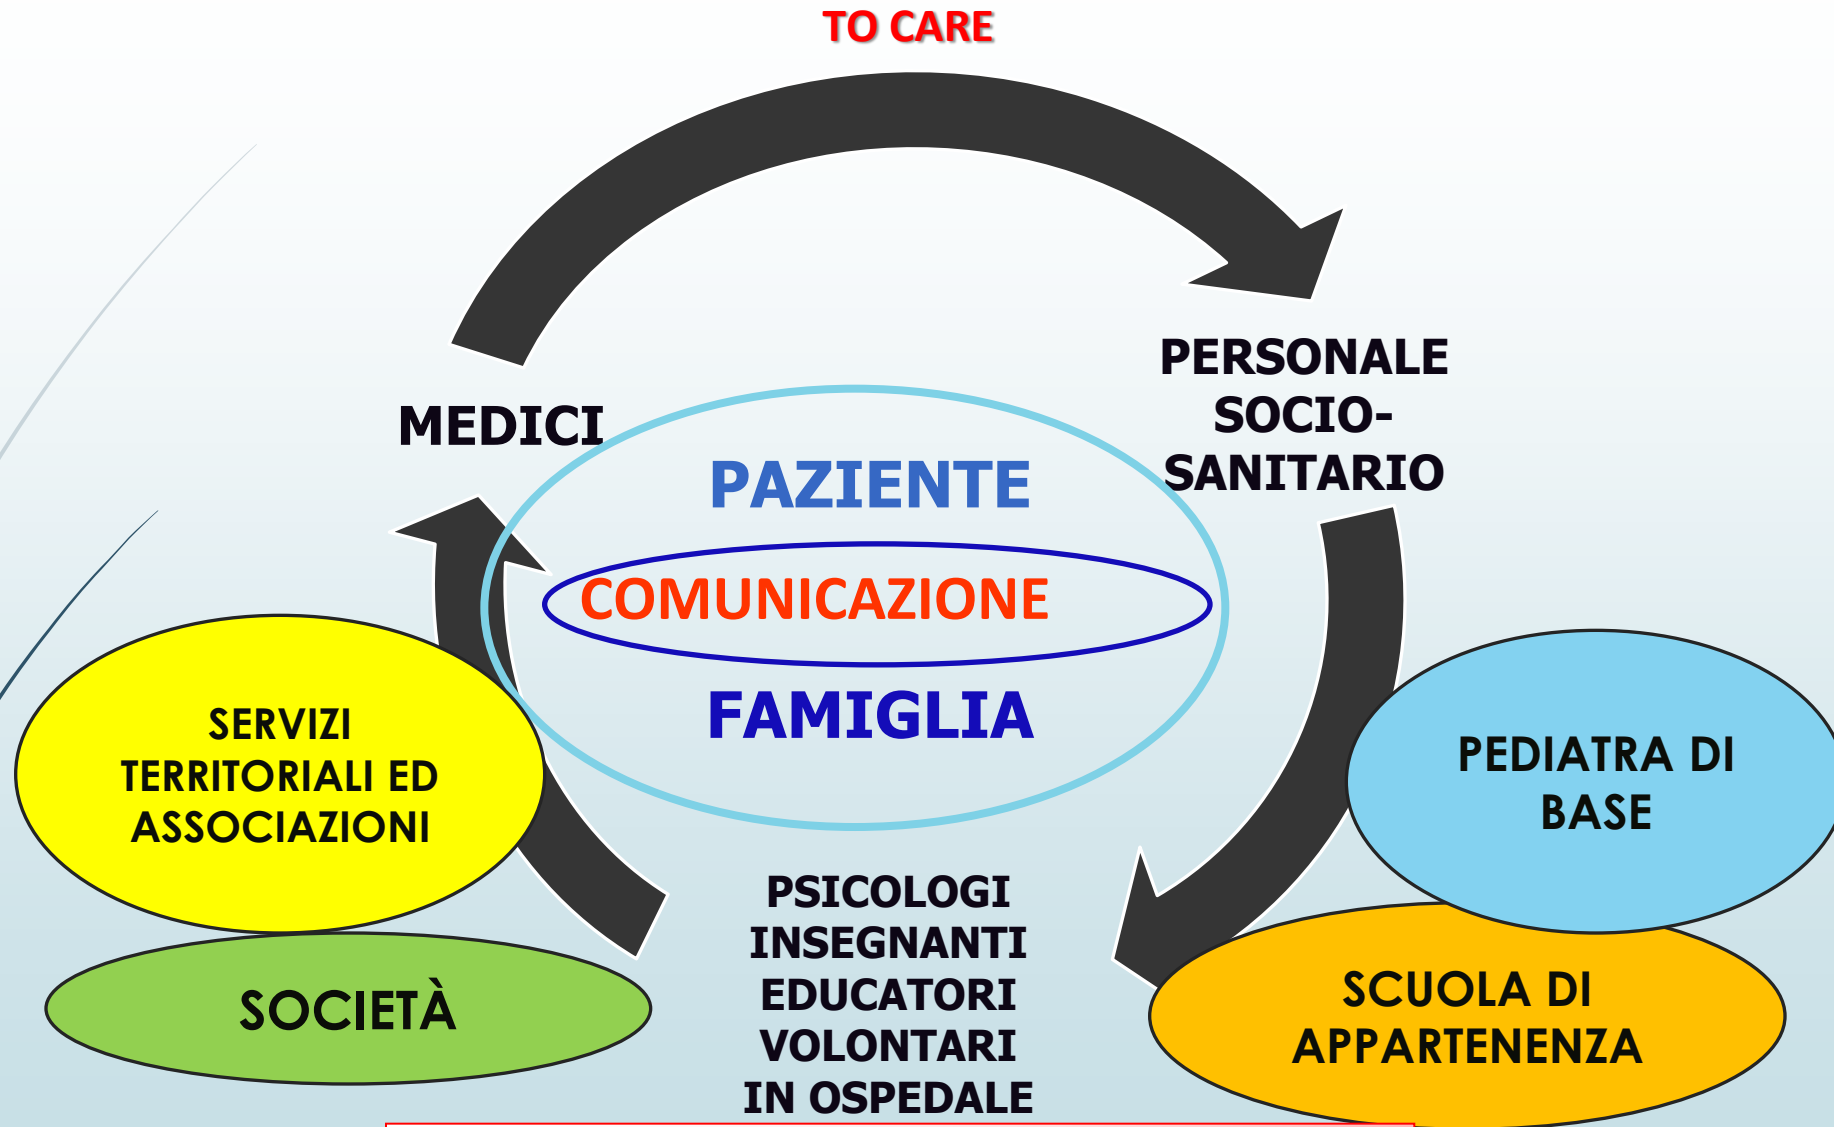 TO CARE
MEDICI
PERSONALE
SOCIO-
SANITARIO
PAZIENTE
COMUNICAZIONE
FAMIGLIA
SERVIZI
TERRITORIALI ED
ASSOCIAZIONI
PEDIATRA DI
BASE
SOCIETÀ
PSICOLOGI
INSEGNANTI
EDUCATORI
VOLONTARI
IN OSPEDALE
SCUOLA DI
APPARTENENZA